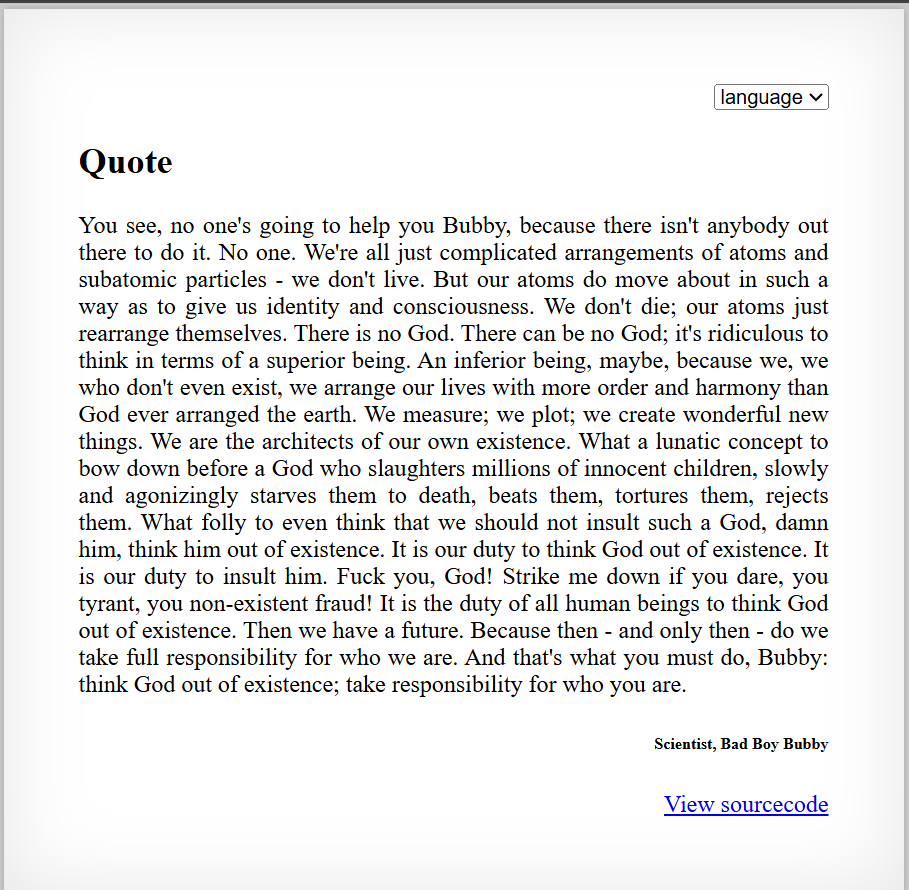 language
Quote
You see, no one's going to help you Bubby, because there isn't anybody out
there to do it. No one. We're all just complicated arrangements of atoms and
subatomic particles - we don't live. But our atoms do move about in such a
way as to give us identity and consciousness. We don't die; our atoms just
rearrange themselves. There is no God. There can be no God; it's ridiculous to
think in terms of a superior being. An inferior being, maybe, because we, we
who don't even exist, we arrange our lives with more order and harmony than
God ever arranged the earth. We measure; we plot; we create wonderful new
things. We are the architects of our own existence. What a lunatic concept to
bow down before a God who slaughters millions of innocent children, slowly
and agonizingly starves them to death, beats them, tortures them, rejects
them. What folly to even think that we should not insult such a God, damn
him, think him out of existence. It is our duty to think God out of existence. It
is our duty to insult him. Fuck you, God! Strike me down if you dare, you
tyrant, you non-existent fraud! It is the duty of all human beings to think God
out of existence. Then we have a future. Because then - and only then - do we
take full responsibility for who we are. And that's what you must do, Bubby:
think God out of existence; take responsibility for who you are.
Scientist, Bad Boy Bubby
View sourcecode